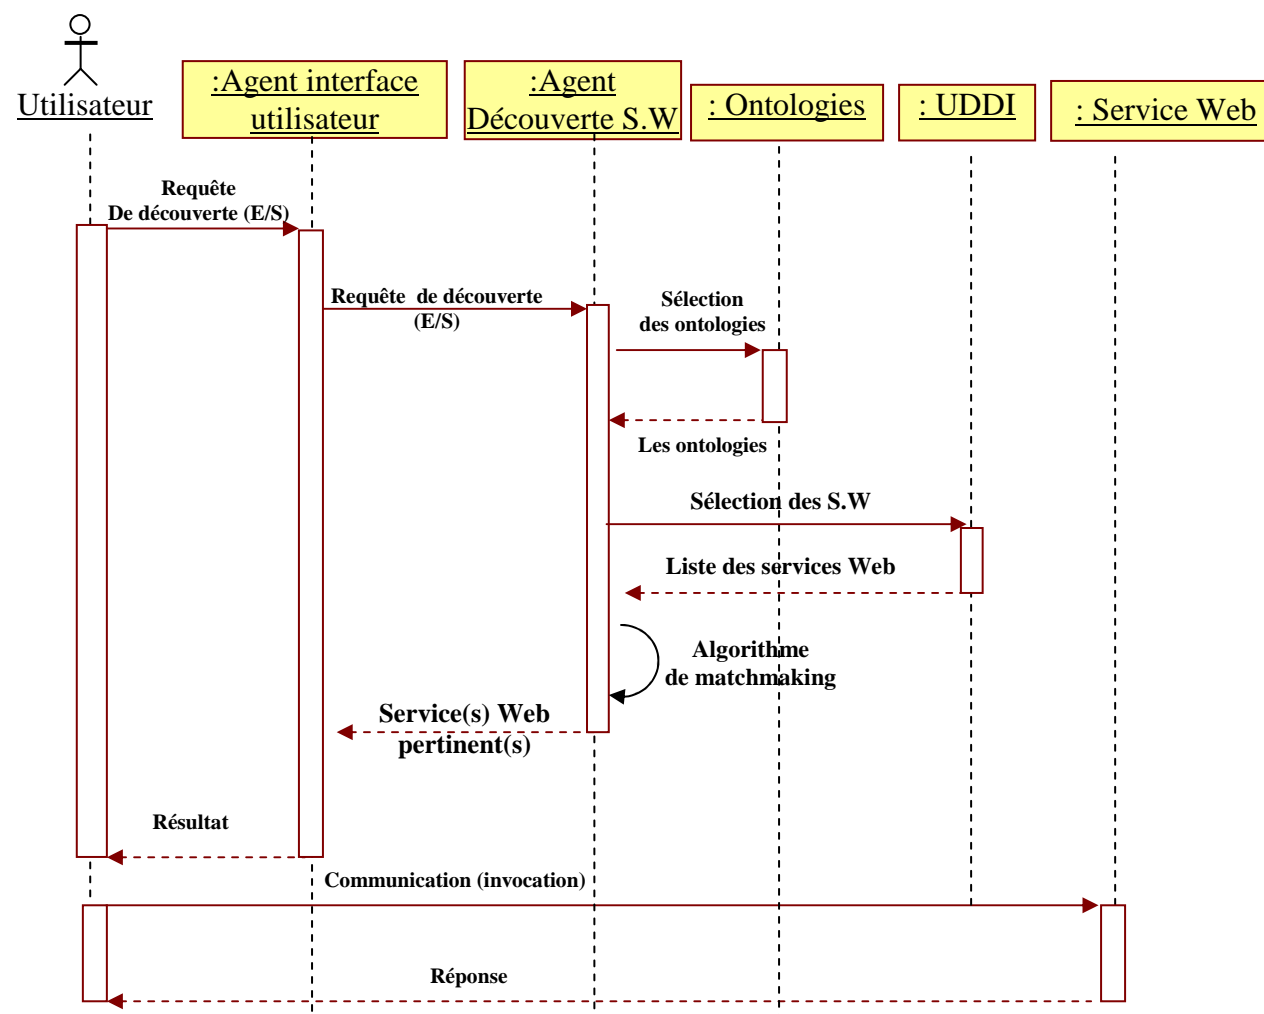 Utilisateur
:Agent interface
utilisateur
:Agent
Découverte S.W
: Ontologies
: UDDI
: Service Web
Requête
De découverte (E/S)
Requête de découverte
(E/S)
Sélection
des ontologies
Les ontologies
Sélection des S.W
Liste des services Web
Algorithme
de matchmaking
Service(s) Web
pertinent(s)
Résultat
Communication (invocation)
Réponse